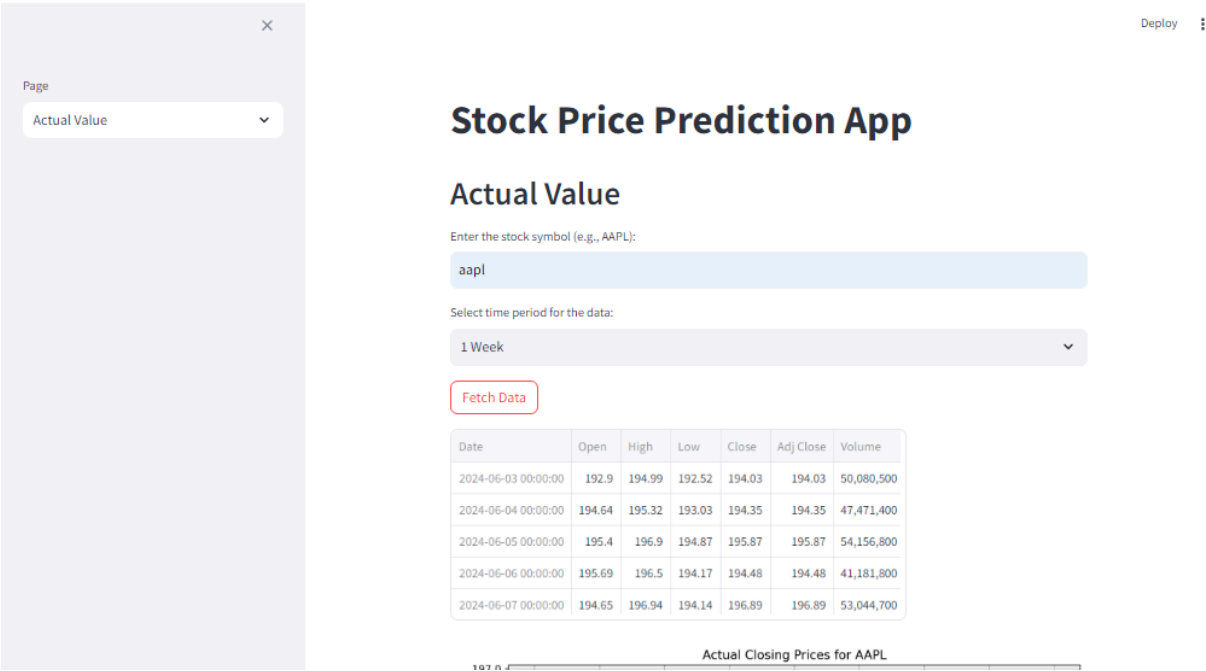 Deploy
Page
Actual Value
Stock Price Prediction App
Actual Value
Enter the stock symbol (e.g., AAPL):
aapl
Select time period for the data:
1 Week
Fetch Data
Date Open High Low Close Adj Close Volume
2024-06-03 00:00:00 192.9 194.99 192.52 194.03 194.03 50,080,500
2024-06-04 00:00:00 194.64 195.32 193.03 194.35 194.35 47,471,400
2024-06-05 00:00:00 195.4 196.9 194.87 195.87 195.87 54,156,800
2024-06-06 00:00:00 195.69 196.5 194.17 194.48 194.48 41,181,800
2024-06-07 00:00:00 194.65 196.94 194.14 196.89 196.89 53,044,700
Actual Closing Prices for AAPL
197.0